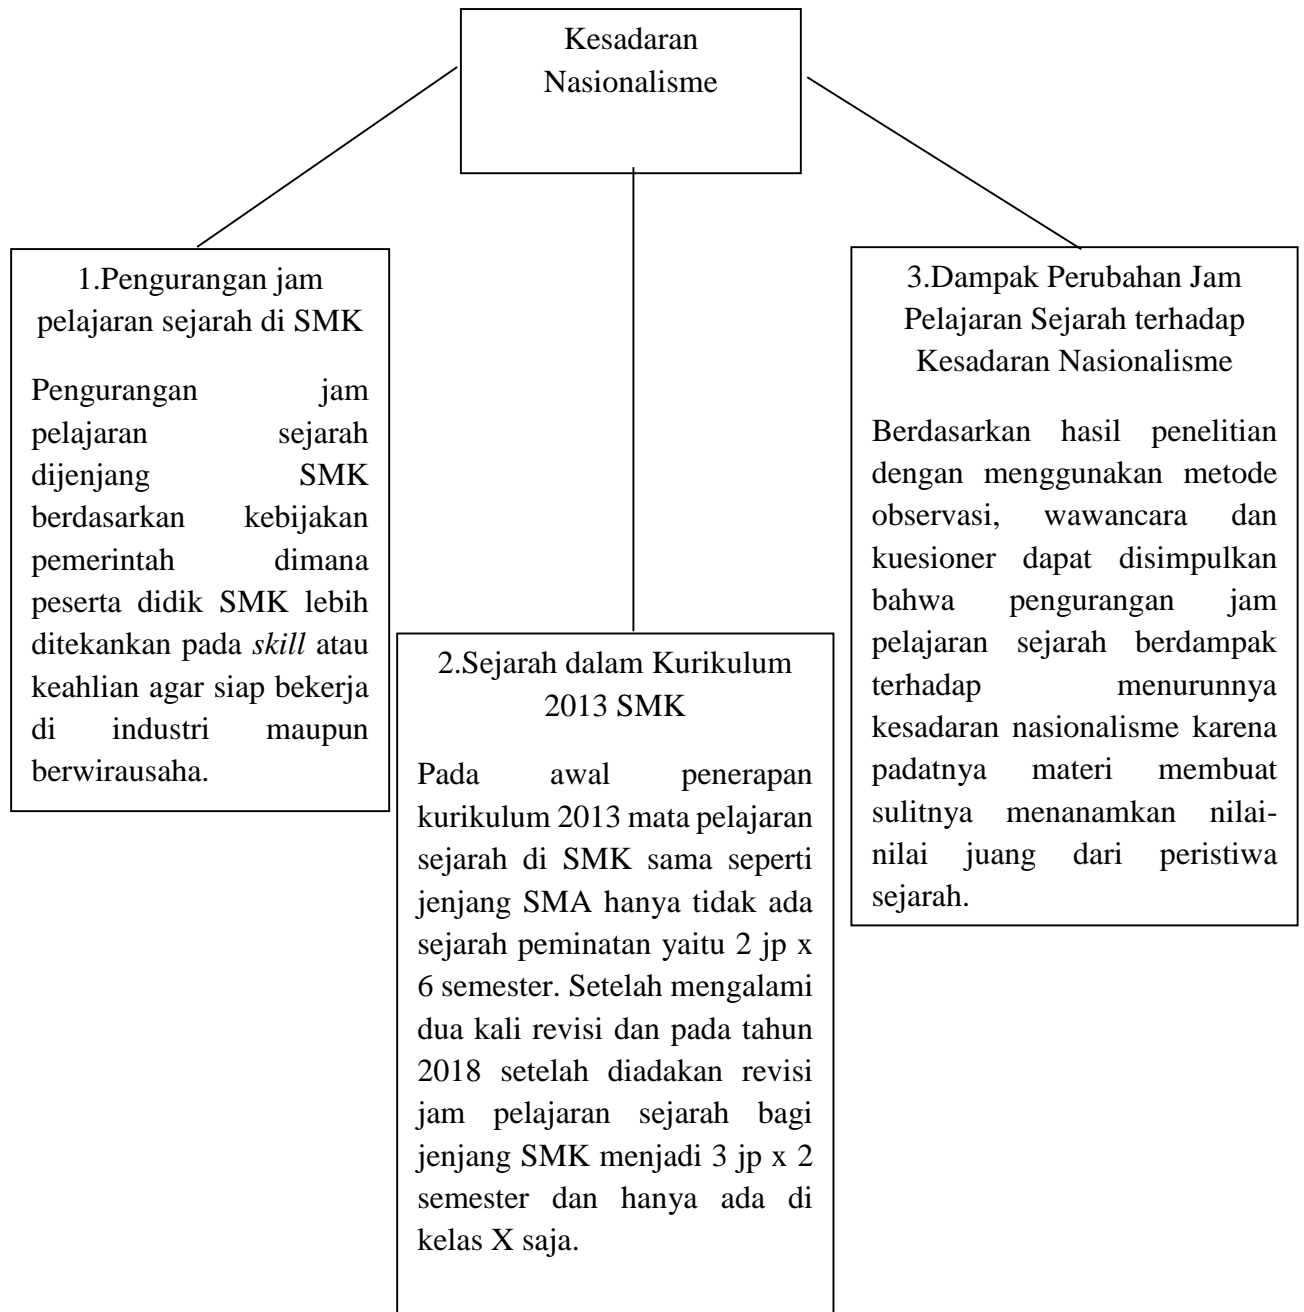 Kesadaran
Nasionalisme
1.Pengurangan jam
pelajaran sejarah di SMK
Pengurangan jam
pelajaran sejarah
dijenjang SMK
berdasarkan kebijakan
pemerintah dimana
peserta didik SMK lebih
ditekankan pada skill atau
keahlian agar siap bekerja
di industri maupun
berwirausaha.
2.Sejarah dalam Kurikulum
2013 SMK
Pada awal penerapan
kurikulum 2013 mata pelajaran
sejarah di SMK sama seperti
jenjang SMA hanya tidak ada
sejarah peminatan yaitu 2 jp x
6 semester. Setelah mengalami
dua kali revisi dan pada tahun
2018 setelah diadakan revisi
jam pelajaran sejarah bagi
jenjang SMK menjadi 3 jp x 2
semester dan hanya ada di
kelas X saja.
3.Dampak Perubahan Jam
Pelajaran Sejarah terhadap
Kesadaran Nasionalisme
Berdasarkan hasil penelitian
dengan menggunakan metode
observasi, wawancara dan
kuesioner dapat disimpulkan
bahwa pengurangan jam
pelajaran sejarah berdampak
terhadap menurunnya
kesadaran nasionalisme karena
padatnya materi membuat
sulitnya menanamkan nilai-
nilai juang dari peristiwa
sejarah.